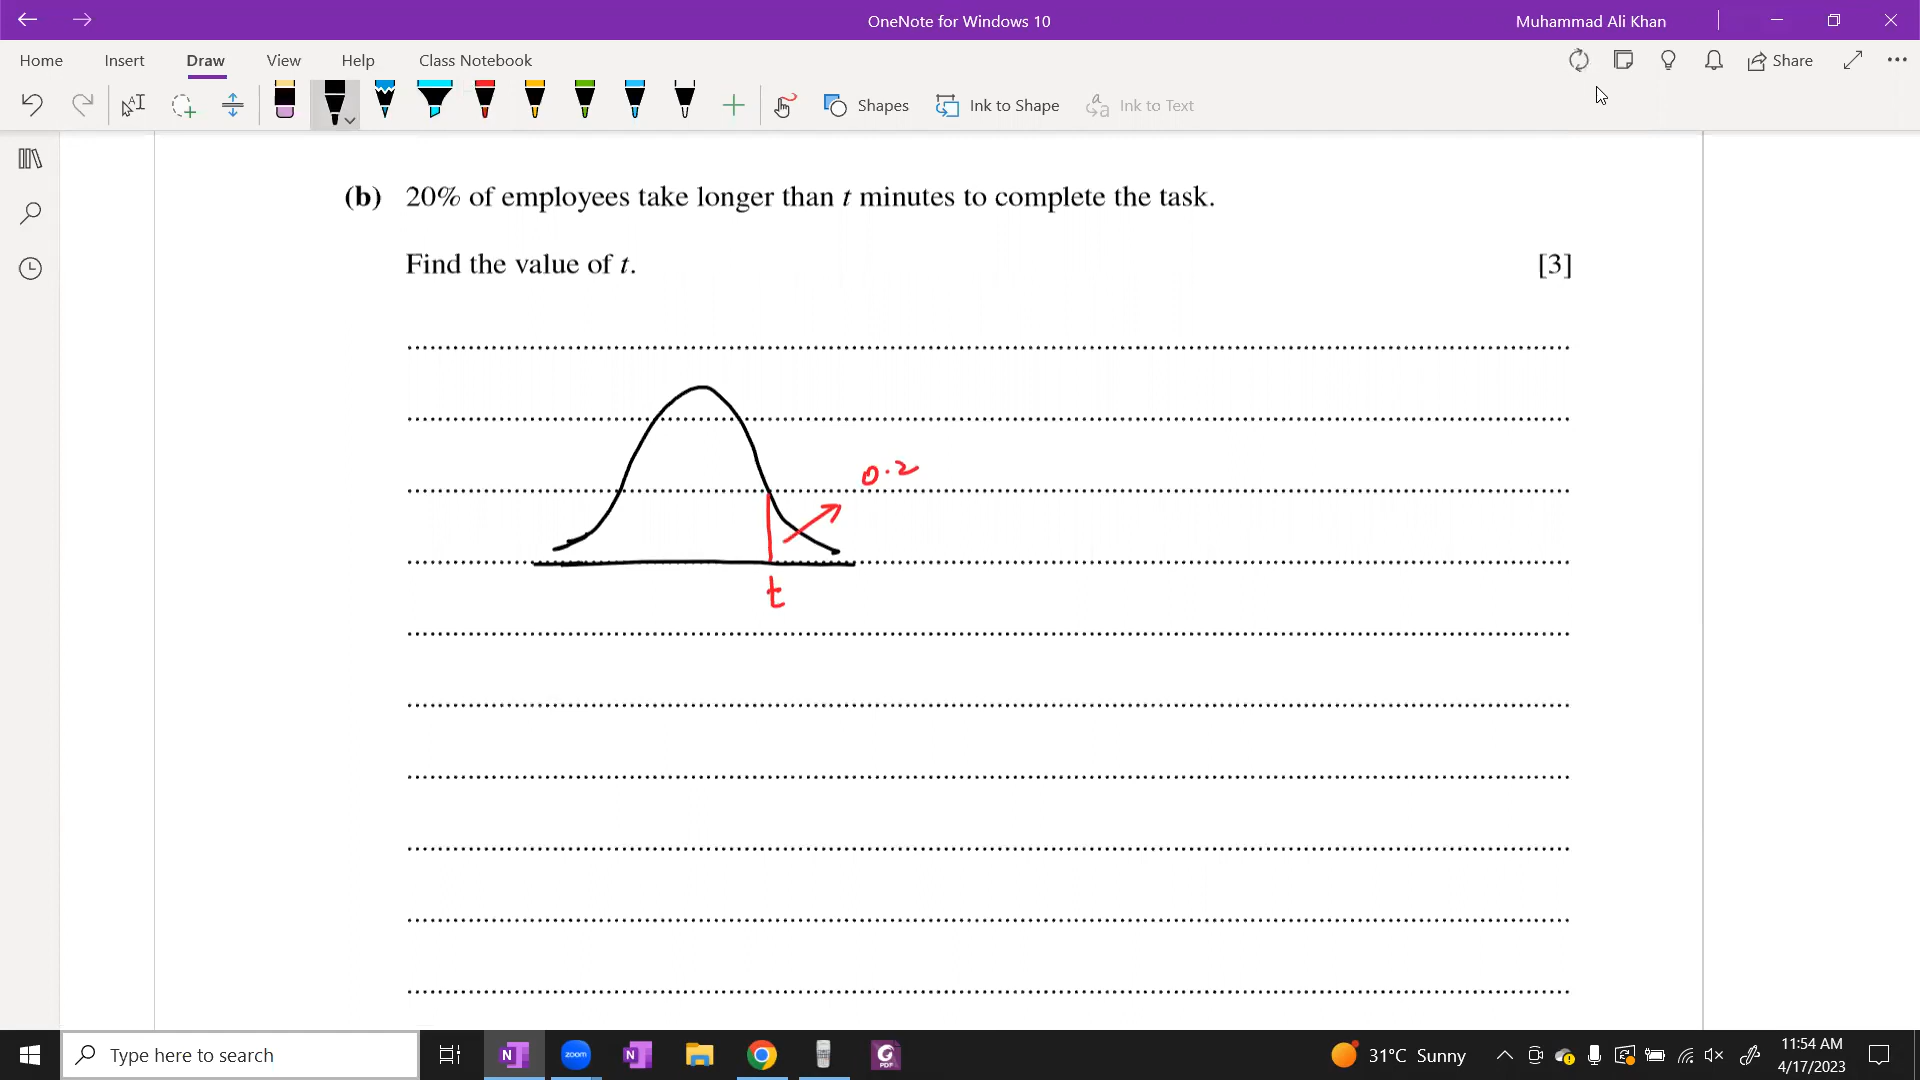 OneNote for Windows 10
Muhammad Ali Khan
Home Insert Draw View Help Class Notebook
Share
Shapes
Ink to Shape
Ink to Text
(b) 20% of employees take longer than t minutes to complete the task.
Find the value of t. [3]
0.2
t
Type here to search
N
zoom
N
PDF
31°C Sunny
11:54 AM
4/17/2023